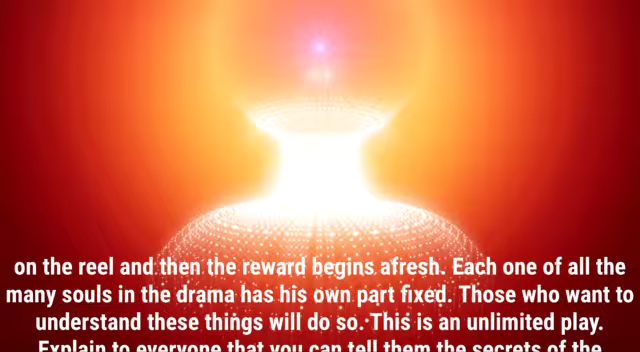 on the reel and then the reward begins afresh. Each one of all the
many souls in the drama has his own part fixed. Those who want to
understand these things will do so. This is an unlimited play.
Explain to everyone that you can tell them the secrets of the